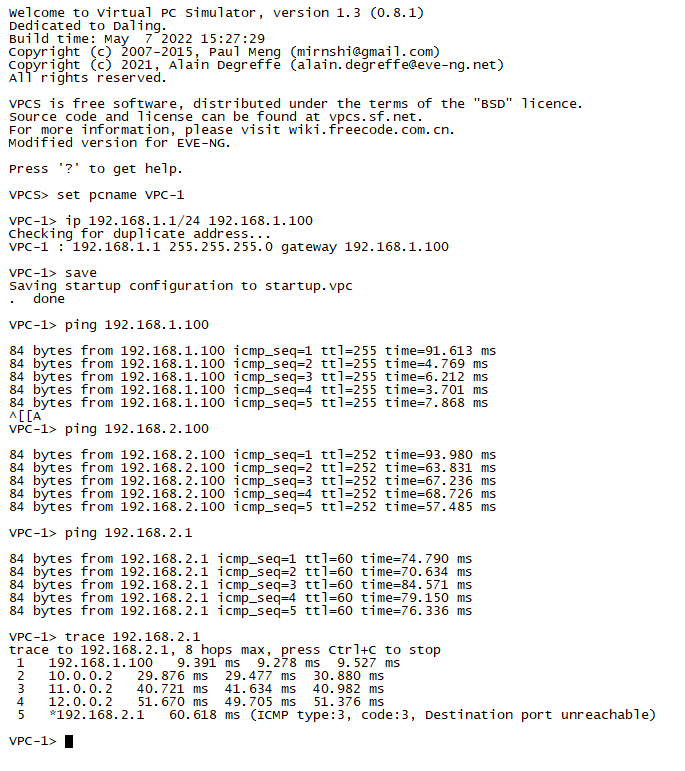 Welcome to Virtual PC Simulator, version 1.3 (0.8.1)
Dedicated to Daling.
Build time: May  7 2022 15:27:29
Copyright (c) 2007-2015, Paul Meng (mirnshi@gmail.com)
Copyright (c) 2021, Alain Degreffe (alain.degreffe@eve-ng.net)
All rights reserved.
VPCS is free software, distributed under the terms of the "BSD" licence.
Source code and license can be found at vpcs.sf.net.
For more information, please visit wiki.freecode.com.cn.
Modified version for EVE-NG.
Press '?' to get help.
VPCS> set pcname VPC-1
VPC-1> ip 192.168.1.1/24 192.168.1.100
Checking for duplicate address...
VPC-1 : 192.168.1.1 255.255.255.0 gateway 192.168.1.100
VPC-1> save
Saving startup configuration to startup.vpc
.  done
VPC-1> ping 192.168.1.100
84 bytes from 192.168.1.100 icmp_seq=1 ttl=255 time=91.613 ms
84 bytes from 192.168.1.100 icmp_seq=2 ttl=255 time=4.769 ms
84 bytes from 192.168.1.100 icmp_seq=3 ttl=255 time=6.212 ms
84 bytes from 192.168.1.100 icmp_seq=4 ttl=255 time=3.701 ms
84 bytes from 192.168.1.100 icmp_seq=5 ttl=255 time=7.868 ms
^[[A
VPC-1> ping 192.168.2.100
84 bytes from 192.168.2.100 icmp_seq=1 ttl=252 time=93.980 ms
84 bytes from 192.168.2.100 icmp_seq=2 ttl=252 time=63.831 ms
84 bytes from 192.168.2.100 icmp_seq=3 ttl=252 time=67.236 ms
84 bytes from 192.168.2.100 icmp_seq=4 ttl=252 time=68.726 ms
84 bytes from 192.168.2.100 icmp_seq=5 ttl=252 time=57.485 ms
VPC-1> ping 192.168.2.1
84 bytes from 192.168.2.1 icmp_seq=1 ttl=60 time=74.790 ms
84 bytes from 192.168.2.1 icmp_seq=2 ttl=60 time=70.634 ms
84 bytes from 192.168.2.1 icmp_seq=3 ttl=60 time=84.571 ms
84 bytes from 192.168.2.1 icmp_seq=4 ttl=60 time=79.150 ms
84 bytes from 192.168.2.1 icmp_seq=5 ttl=60 time=76.336 ms
VPC-1> trace 192.168.2.1
trace to 192.168.2.1, 8 hops max, press Ctrl+C to stop
 1   192.168.1.100   9.391 ms  9.278 ms  9.527 ms
 2   10.0.0.2   29.876 ms  29.477 ms  30.880 ms
 3   11.0.0.2   40.721 ms  41.634 ms  40.982 ms
 4   12.0.0.2   51.670 ms  49.705 ms  51.376 ms
 5   *192.168.2.1   60.618 ms (ICMP type:3, code:3, Destination port unreachable)
VPC-1>